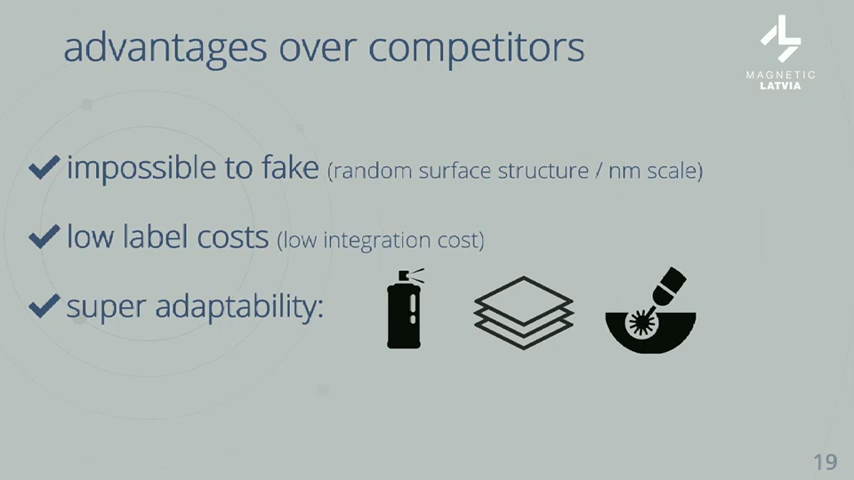 advantages over competitors
MAGNETIC
LATVIA
impossible to fake (random surface structure / nm scale)
low label costs (low integration cost)
super adaptability:
19